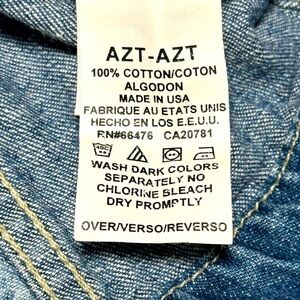 AZT-AZT
100% COTTON/COTON
ALGODON
MADE IN USA
FABRIQUE AU ETATS UNIS
HECHO EN LOS E.E.U.U.
RN#66476 CA20781
WASH DARK COLORS
SEPARATELY NO
CHLORINE BLEACH
DRY PROMPTLY
OVER/VERSO/REVERSO